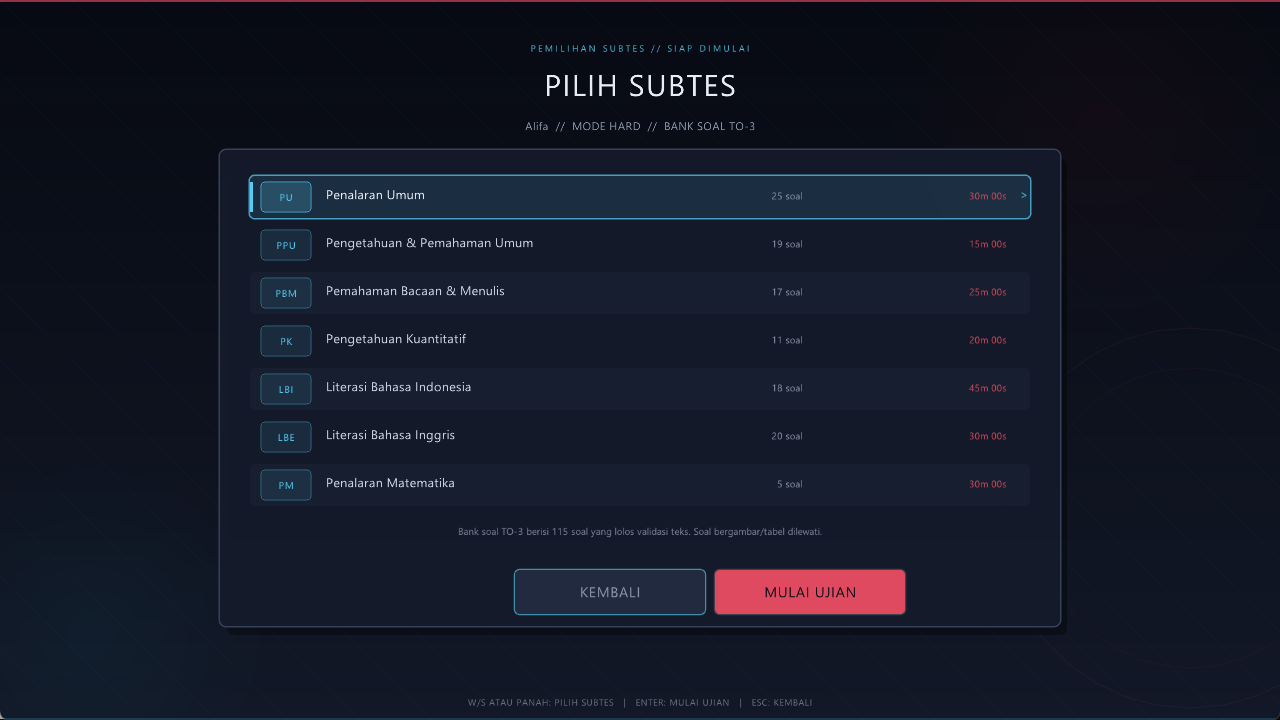 PEMILIHAN SUBTES // SIAP DIMULAI
PILIH SUBTES
Alifa // MODE HARD // BANK SOAL TO-3
PU Penalaran Umum 25 soal 30m 00s >
PPU Pengetahuan & Pemahaman Umum 19 soal 15m 00s
PBM Pemahaman Bacaan & Menulis 17 soal 25m 00s
PK Pengetahuan Kuantitatif 11 soal 20m 00s
LBI Literasi Bahasa Indonesia 18 soal 45m 00s
LBE Literasi Bahasa Inggris 20 soal 30m 00s
PM Penalaran Matematika 5 soal 30m 00s
Bank soal TO-3 berisi 115 soal yang lolos validasi teks. Soal bergambar/tabel dilewati.
KEMBALI MULAI UJIAN
W/S ATAU PANAH: PILIH SUBTES | ENTER: MULAI UJIAN | ESC: KEMBALI